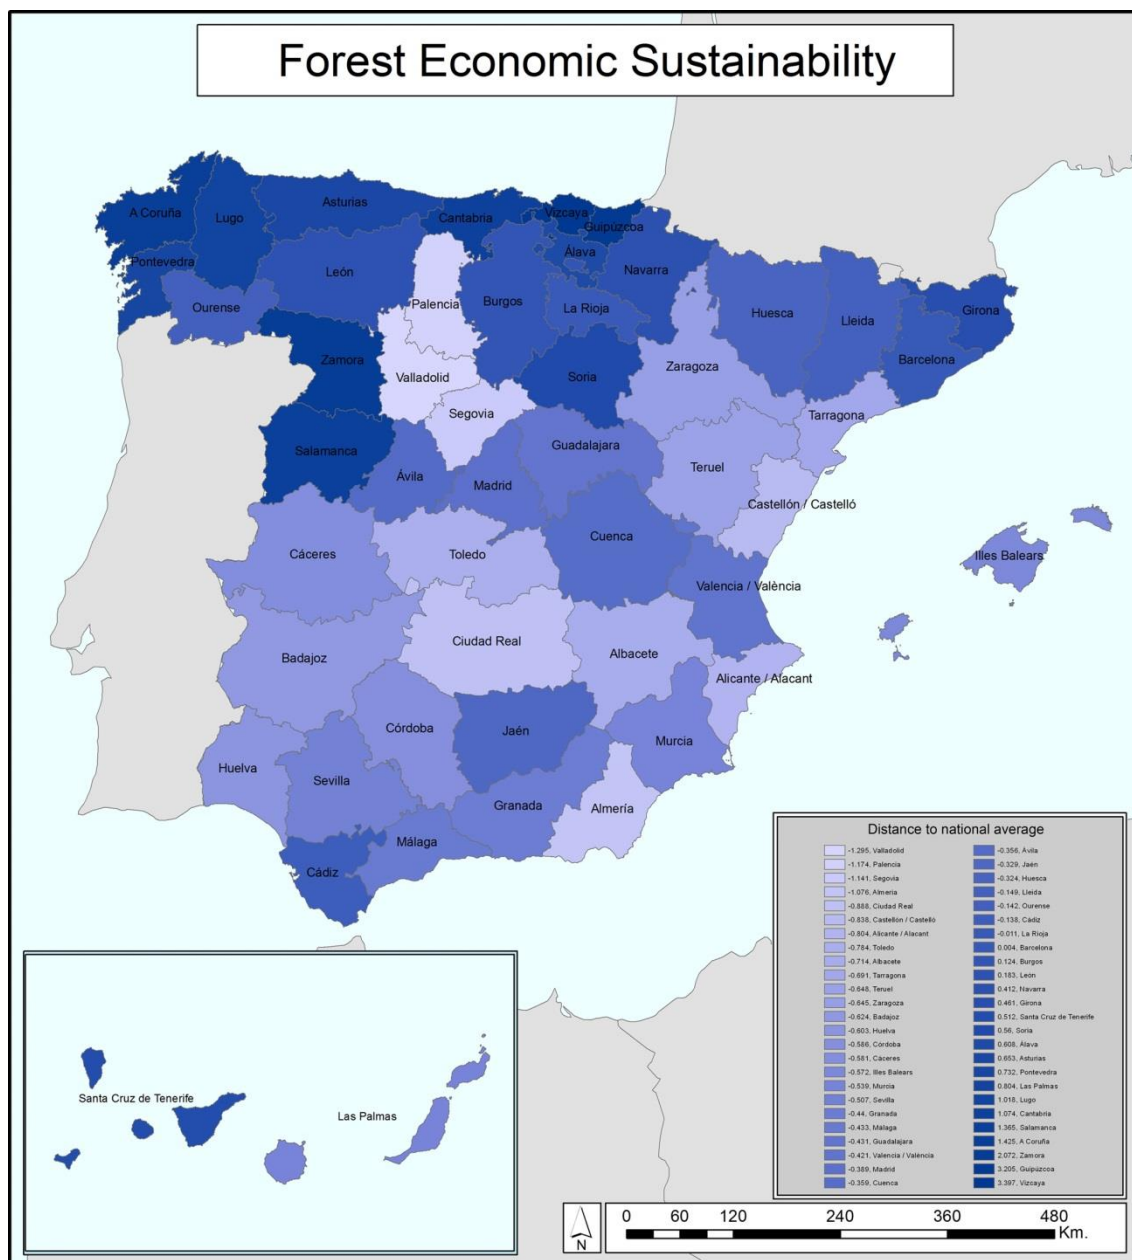 Forest Economic Sustainability
A Coruña
Lugo
Asturias
Cantabria
Vizcaya
Guipúzcoa
Pontevedra
Álava
León
Navarra
Ourense
Palencia
Burgos
La Rioja
Huesca
Lleida
Girona
Barcelona
Zamora
Valladolid
Soria
Zaragoza
Segovia
Tarragona
Salamanca
Guadalajara
Teruel
Ávila
Madrid
Castellón / Castelló
Cuenca
Cáceres
Toledo
Illes Balears
Valencia / València
Ciudad Real
Badajoz
Albacete
Alicante / Alacant
Córdoba
Jaén
Murcia
Huelva
Sevilla
Granada
Almería
Málaga
Cádiz
Santa Cruz de Tenerife
Las Palmas
Distance to national average
-1.295, Valladolid
-1.174, Palencia
-1.141, Segovia
-1.076, Almeria
-0.888, Ciudad Real
-0.838, Castellón / Castelló
-0.804, Alicante / Alacant
-0.784, Toledo
-0.714, Albacete
-0.691, Tarragona
-0.648, Teruel
-0.645, Zaragoza
-0.624, Badajoz
-0.603, Huelva
-0.586, Córdoba
-0.581, Cáceres
-0.572, Illes Balears
-0.539, Murcia
-0.507, Sevilla
-0.44, Granada
-0.433, Málaga
-0.431, Guadalajara
-0.421, Valencia / València
-0.389, Madrid
-0.359, Cuenca
-0.356, Ávila
-0.329, Jaén
-0.324, Huesca
-0.149, Lleida
-0.142, Ourense
-0.138, Cádiz
-0.011, La Rioja
0.004, Barcelona
0.124, Burgos
0.183, León
0.412, Navarra
0.461, Girona
0.512, Santa Cruz de Tenerife
0.56, Soria
0.608, Álava
0.653, Asturias
0.732, Pontevedra
0.804, Las Palmas
1.018, Lugo
1.074, Cantabria
1.365, Salamanca
1.425, A Coruña
2.072, Zamora
3.205, Guipúzcoa
3.397, Vizcaya
N
0 60 120 240 360 480
Km.